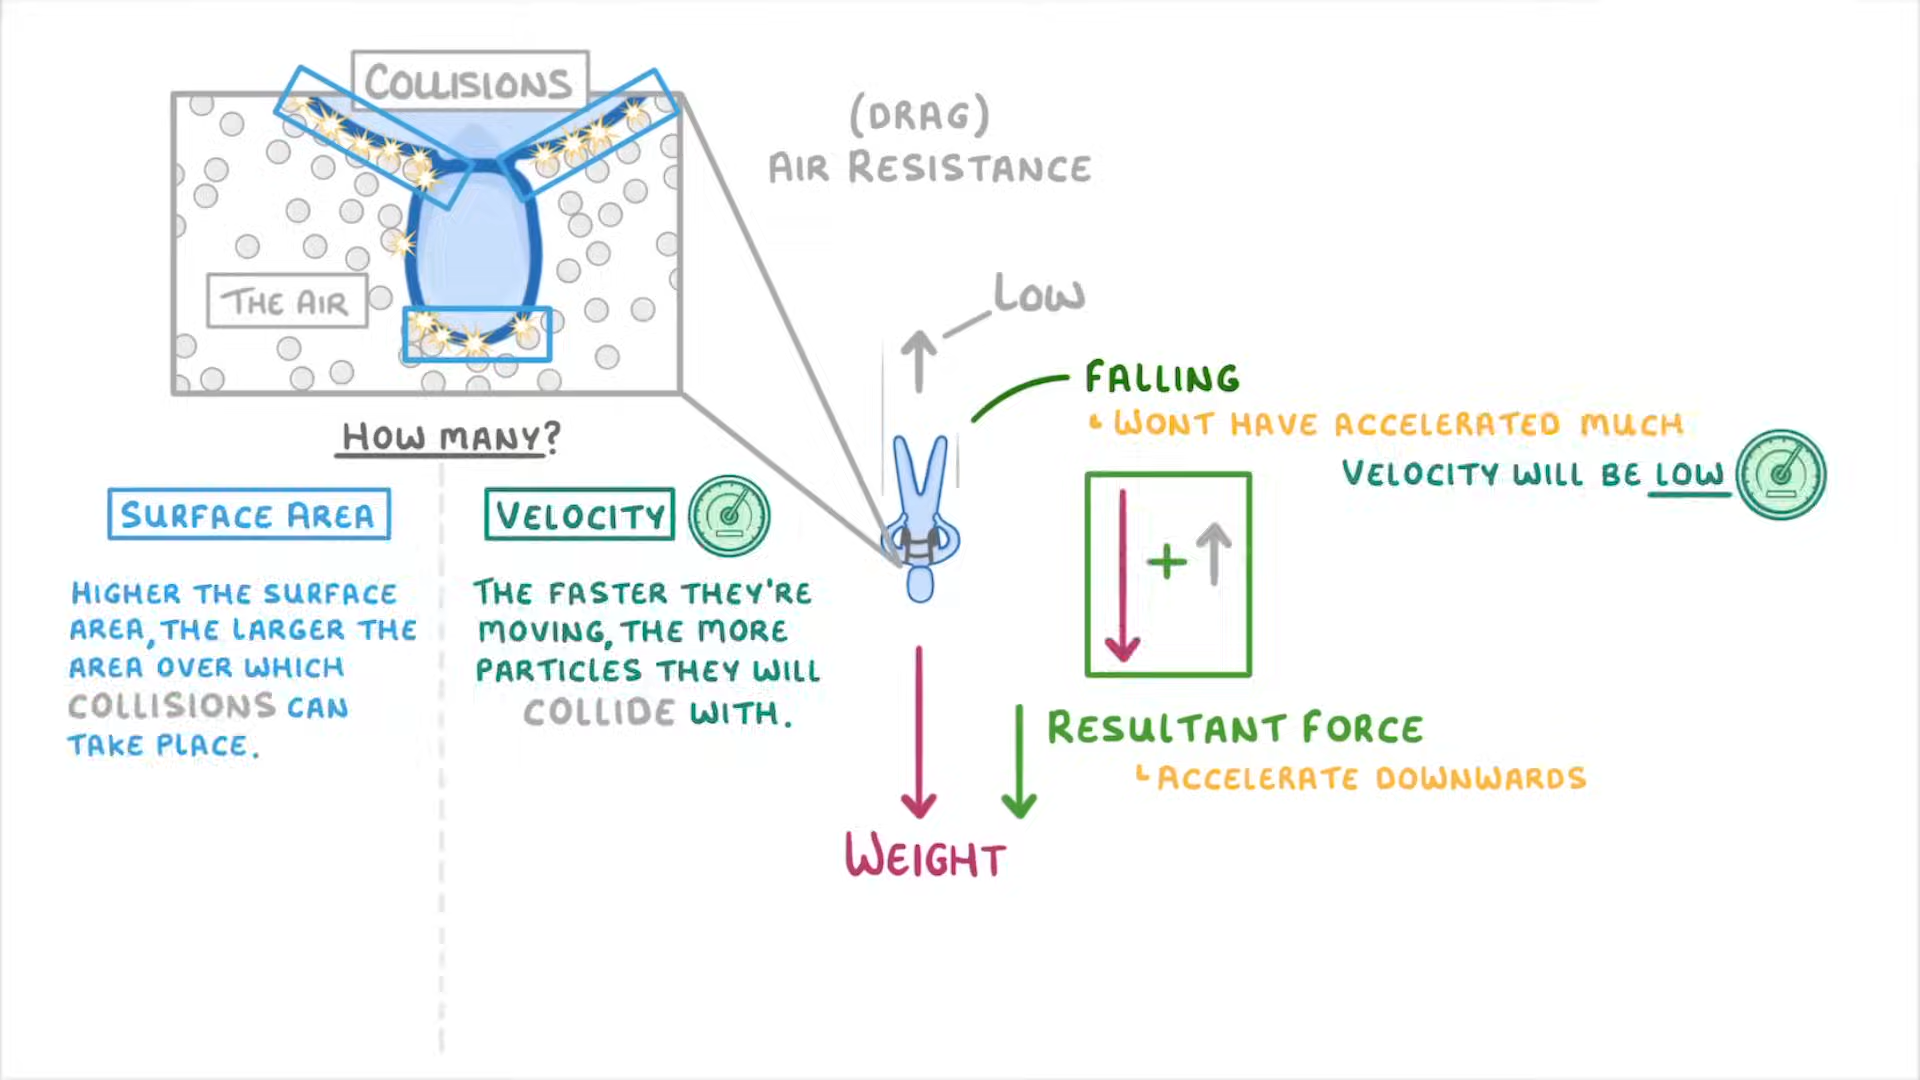 COLLISIONS
THE AIR
HOW MANY?
SURFACE AREA
HIGHER THE SURFACE
AREA, THE LARGER THE
AREA OVER WHICH
COLLISIONS CAN
TAKE PLACE.
VELOCITY
THE FASTER THEY'RE
MOVING, THE MORE
PARTICLES THEY WILL
COLLIDE WITH.
(DRAG)
AIR RESISTANCE
LOW
FALLING
WONT HAVE ACCELERATED MUCH
VELOCITY WILL BE LOW
+
RESULTANT FORCE
ACCELERATE DOWNWARDS
WEIGHT